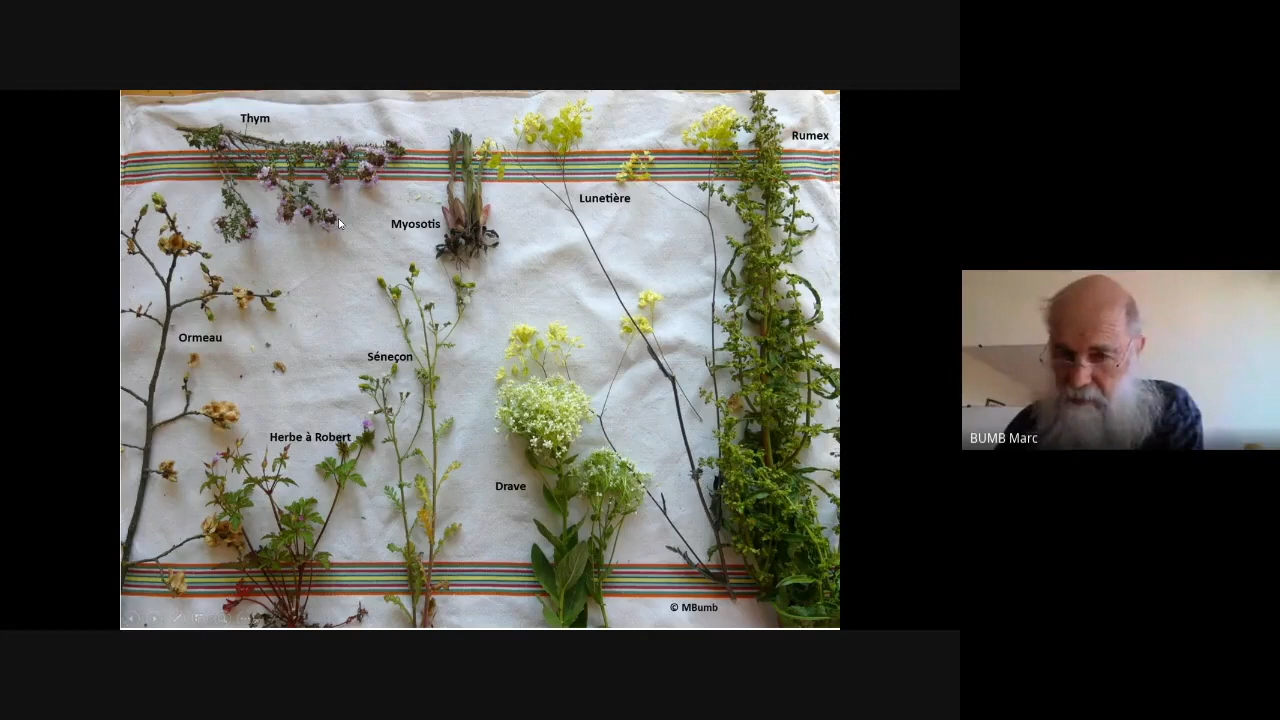 Thym
Rumex
Lunetière
Myosotis
Ormeau
Séneçon
Herbe à Robert
Drave
© MBumb
BUMB Marc